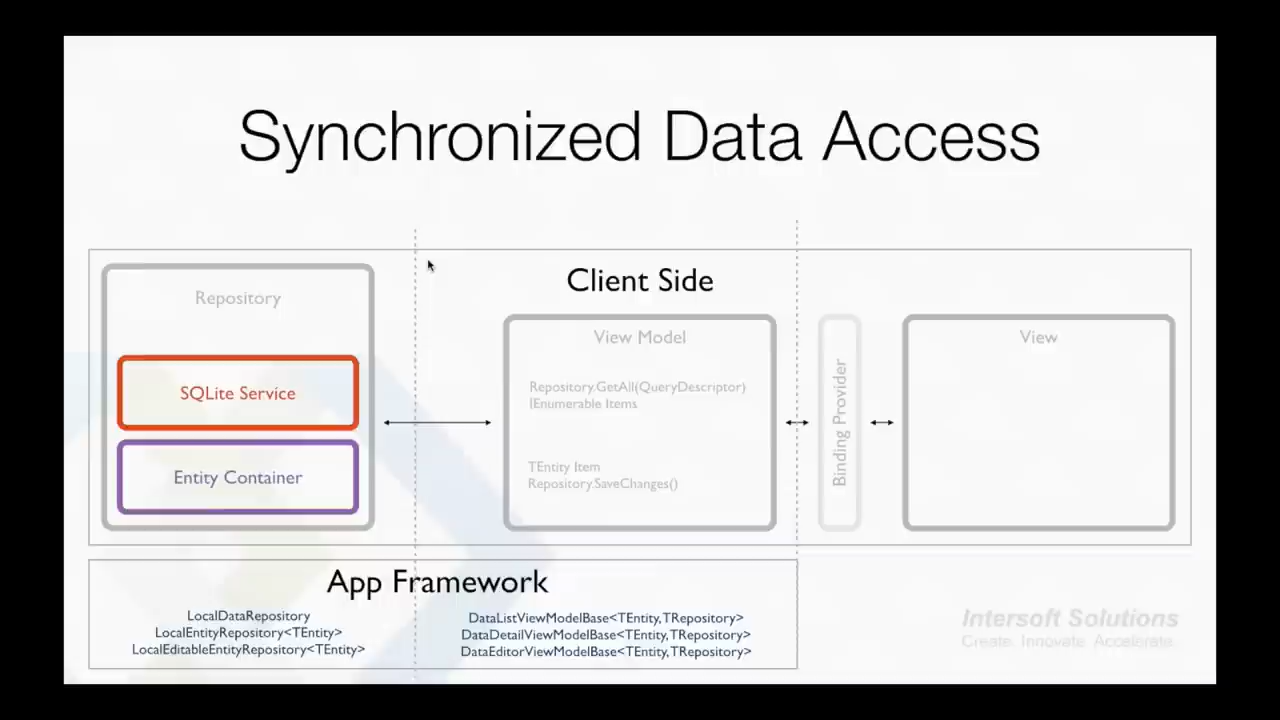 Synchronized Data Access
Client Side
Repository
SQLite Service
Entity Container
View Model
Repository.GetAll(QueryDescriptor)
IEnumerable Items
TEntity Item
Repository.SaveChanges()
Binding Provider
View
App Framework
LocalDataRepository
LocalEntityRepository<TEntity>
LocalEditableEntityRepository<TEntity>
DataListViewModelBase<TEntity,TRepository>
DataDetailViewModelBase<TEntity,TRepository>
DataEditorViewModelBase<TEntity,TRepository>
Intersoft Solutions
Create. Innovate. Accelerate.